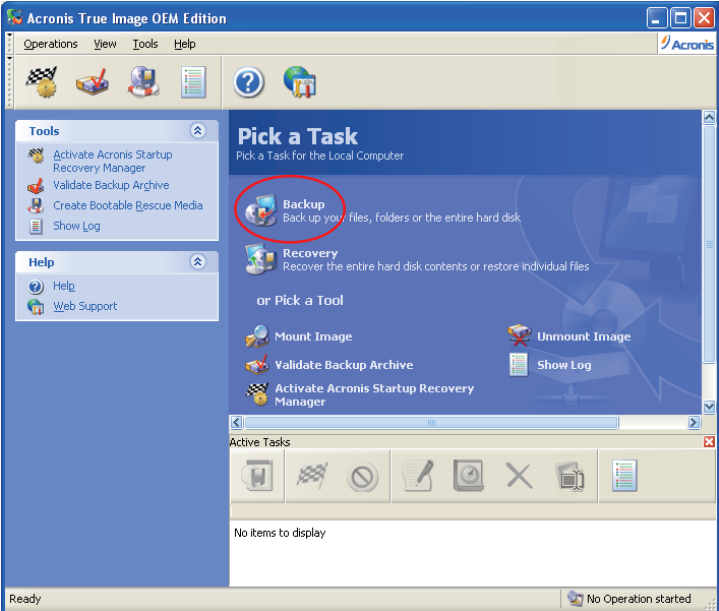 Acronis True Image OEM Edition
Operations View Tools Help
Acronis
Tools
Activate Acronis Startup
Recovery Manager
Validate Backup Archive
Create Bootable Rescue Media
Show Log
Help
Help
Web Support
Pick a Task
Pick a Task for the Local Computer
Backup
Back up your files, folders or the entire hard disk
Recovery
Recover the entire hard disk contents or restore individual files
or Pick a Tool
Mount Image
Unmount Image
Validate Backup Archive
Show Log
Activate Acronis Startup Recovery
Manager
Active Tasks
No items to display
Ready
No Operation started